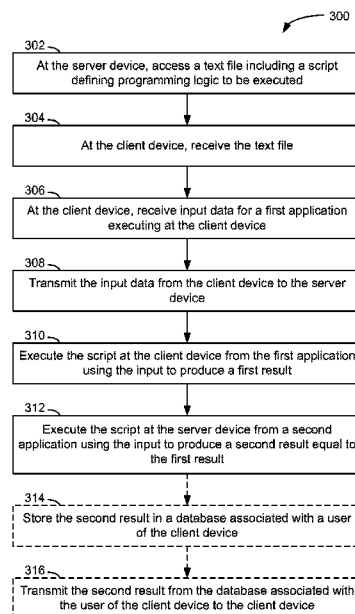 300
302
At the server device, access a text file including a script
defining programming logic to be executed
304
At the client device, receive the text file
306
At the client device, receive input data for a first application
executing at the client device
308
Transmit the input data from the client device to the server
device
310
Execute the script at the client device from the first application
using the input to produce a first result
312
Execute the script at the server device from a second
application using the input to produce a second result equal to
the first result
314
Store the second result in a database associated with a user
of the client device
316
Transmit the second result from the database associated with
the user of the client device to the client device